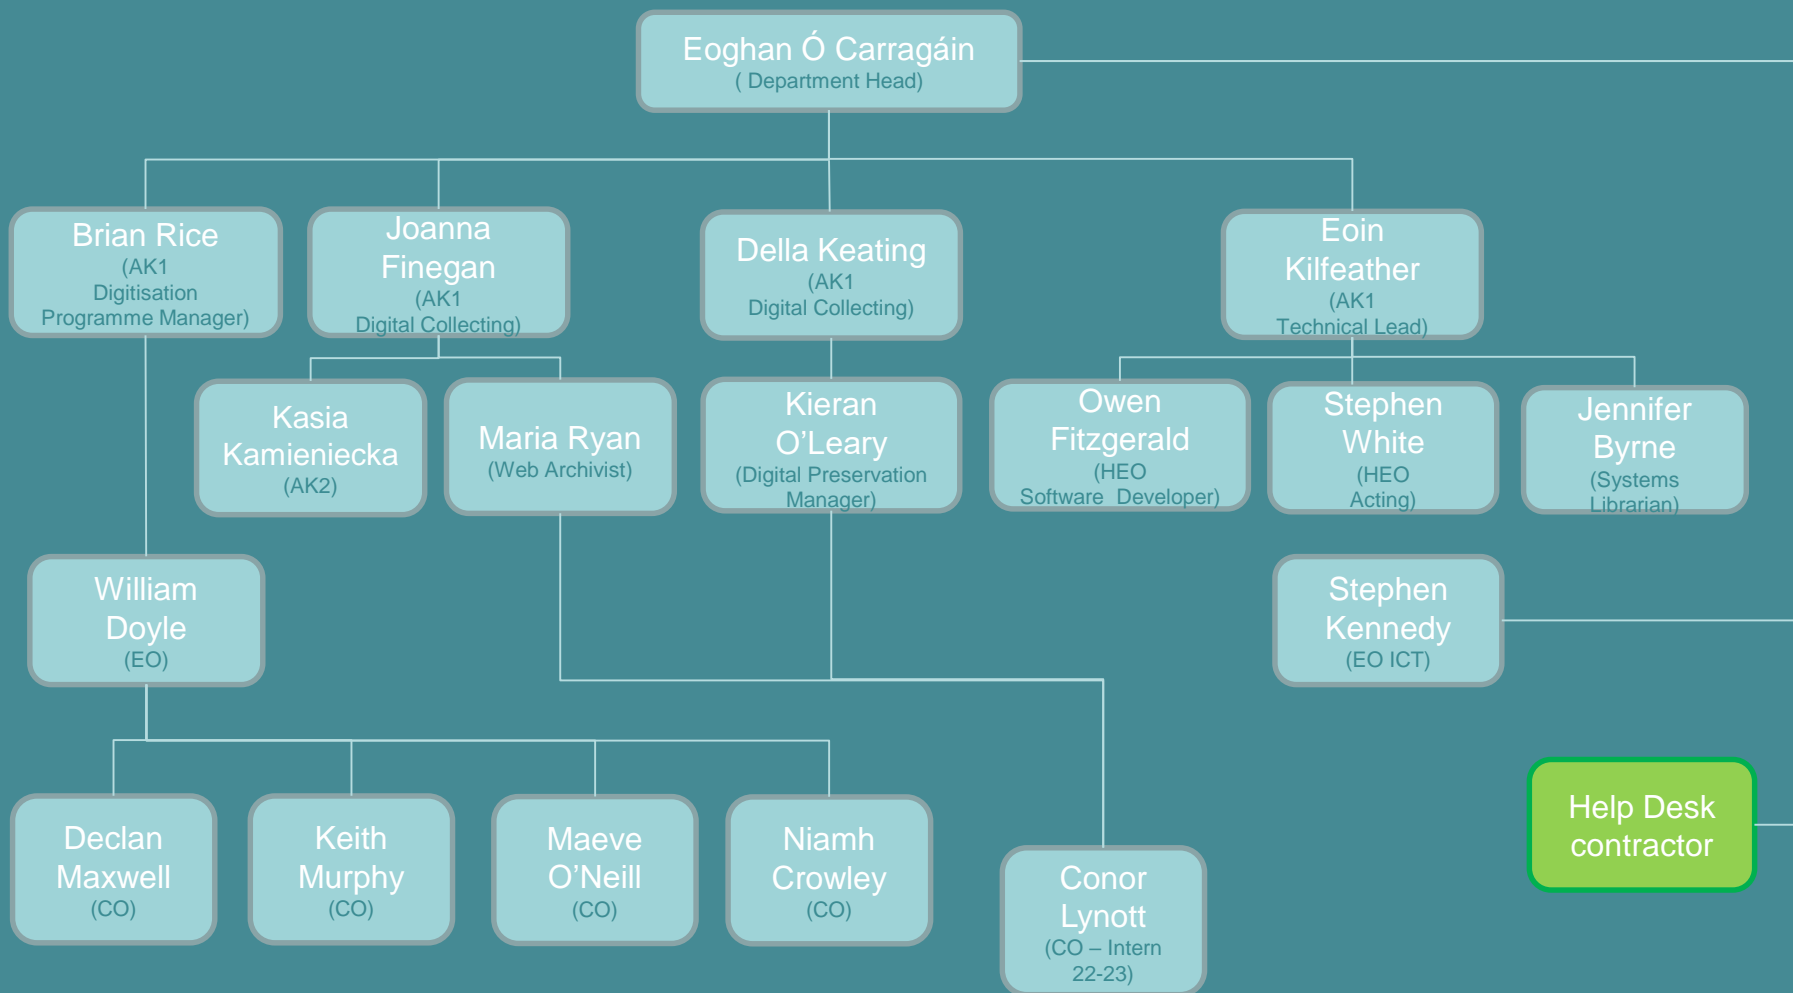 Eoghan Ó Carragáin
( Department Head)
Brian Rice
(AK1
Digitisation
Programme Manager)
Joanna
Finegan
(AK1
Digital Collecting)
Della Keating
(AK1
Digital Collecting)
Eoin
Kilfeather
(AK1
Technical Lead)
Kasia
Kamieniecka
(AK2)
Maria Ryan
(Web Archivist)
Kieran
O’Leary
(Digital Preservation
Manager)
Owen
Fitzgerald
(HEO
Software Developer)
Stephen
White
(HEO
Acting)
Jennifer
Byrne
(Systems
Librarian)
William
Doyle
(EO)
Stephen
Kennedy
(EO ICT)
Declan
Maxwell
(CO)
Keith
Murphy
(CO)
Maeve
O’Neill
(CO)
Niamh
Crowley
(CO)
Conor
Lynott
(CO – Intern
22-23)
Help Desk
contractor